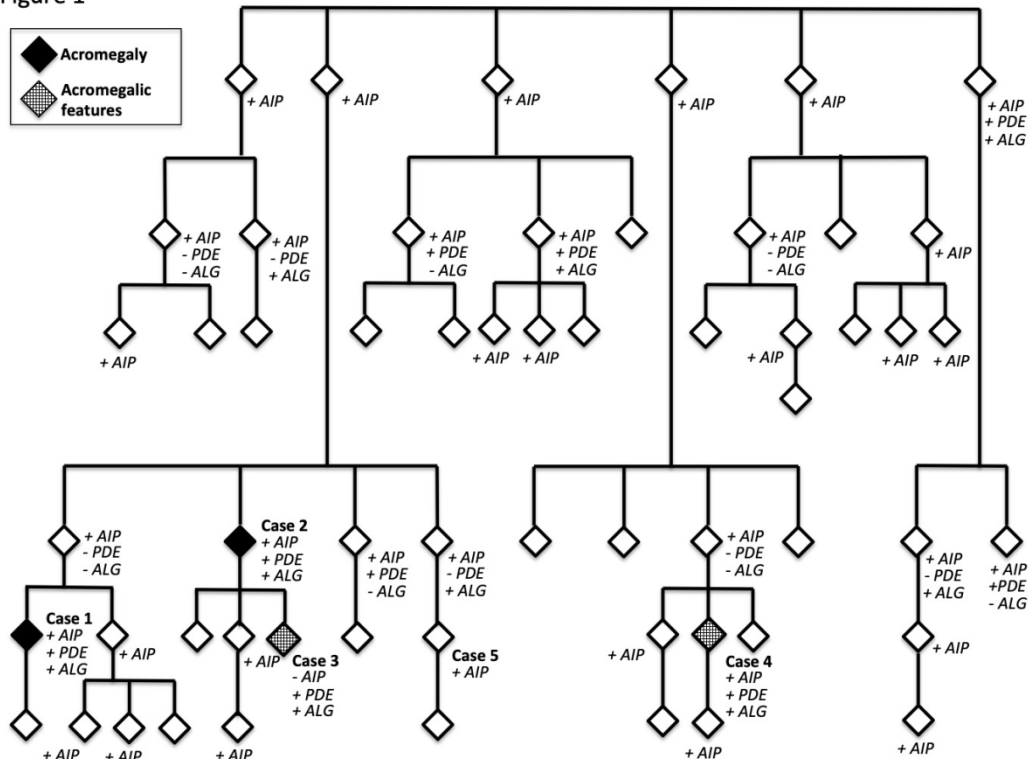 Figure 1
Acromegaly
Acromegalic
features
+ AIP
+ AIP
+ AIP
+ AIP
+ AIP
+ AIP
+ PDE
+ ALG
+ AIP
- PDE
- ALG
+ AIP
- PDE
+ ALG
+ AIP
+ PDE
- ALG
+ AIP
+ PDE
+ ALG
+ AIP
- PDE
- ALG
+ AIP
+ AIP
+ AIP
+ AIP
+ AIP
+ AIP
+ AIP
+ AIP
- PDE
- ALG
Case 2
+ AIP
+ PDE
+ ALG
+ AIP
+ PDE
- ALG
+ AIP
- PDE
+ ALG
+ AIP
- PDE
- ALG
+ AIP
- PDE
+ ALG
+ AIP
+PDE
- ALG
Case 1
+ AIP
+ PDE
+ ALG
+ AIP
+ AIP
Case 3
- AIP
+ PDE
+ ALG
Case 5
+ AIP
+ AIP
Case 4
+ AIP
+ PDE
+ ALG
+ AIP
+ AIP
+ AIP
+ AIP
+ AIP
+ AIP